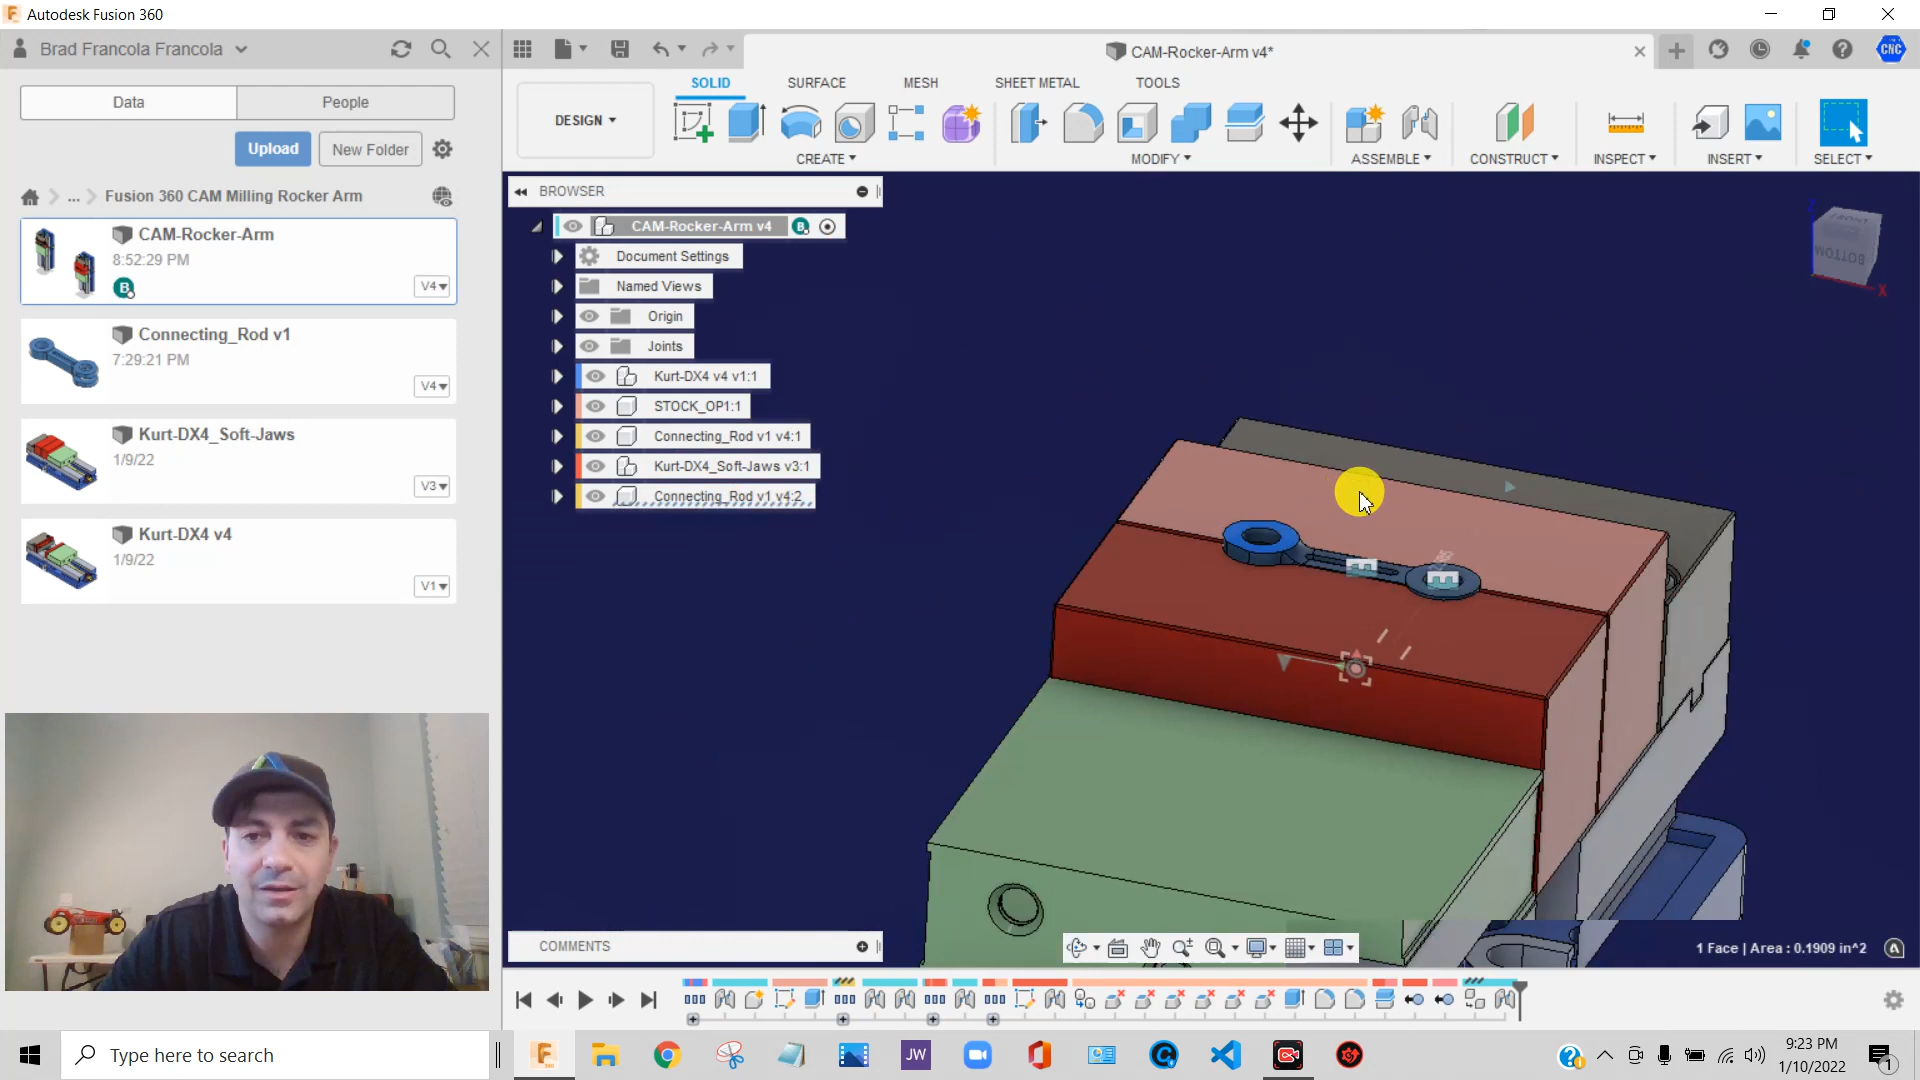 Autodesk Fusion 360
Brad Francola Francola
CAM-Rocker-Arm v4*
CNC
Data
People
Upload
New Folder
... Fusion 360 CAM Milling Rocker Arm
CAM-Rocker-Arm
8:52:29 PM
B
V4
Connecting_Rod v1
7:29:21 PM
V4
Kurt-DX4_Soft-Jaws
1/9/22
V3
Kurt-DX4 v4
1/9/22
V1
DESIGN
SOLID
SURFACE
MESH
SHEET METAL
TOOLS
CREATE
MODIFY
ASSEMBLE
CONSTRUCT
INSPECT
INSERT
SELECT
BROWSER
CAM-Rocker-Arm v4
B
Document Settings
Named Views
Origin
Joints
Kurt-DX4 v4 v1:1
STOCK_OP1:1
Connecting_Rod v1 v4:1
Kurt-DX4_Soft-Jaws v3:1
Connecting_Rod v1 v4:2
FRONT
BOTTOM
Z
X
COMMENTS
1 Face | Area : 0.1909 in^2
Type here to search
JW
9:23 PM
1/10/2022
1